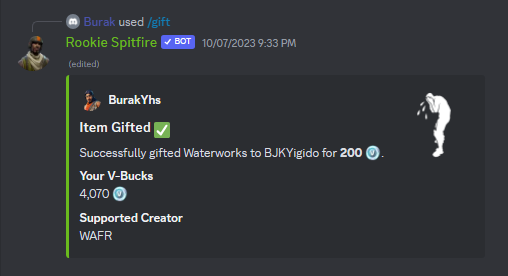 Burak used /gift
Rookie Spitfire ✓ BOT 10/07/2023 9:33 PM
(edited)
BurakYhs
Item Gifted ✅
Successfully gifted Waterworks to BJKYigido for 200 .
Your V-Bucks
4,070
Supported Creator
WAFR